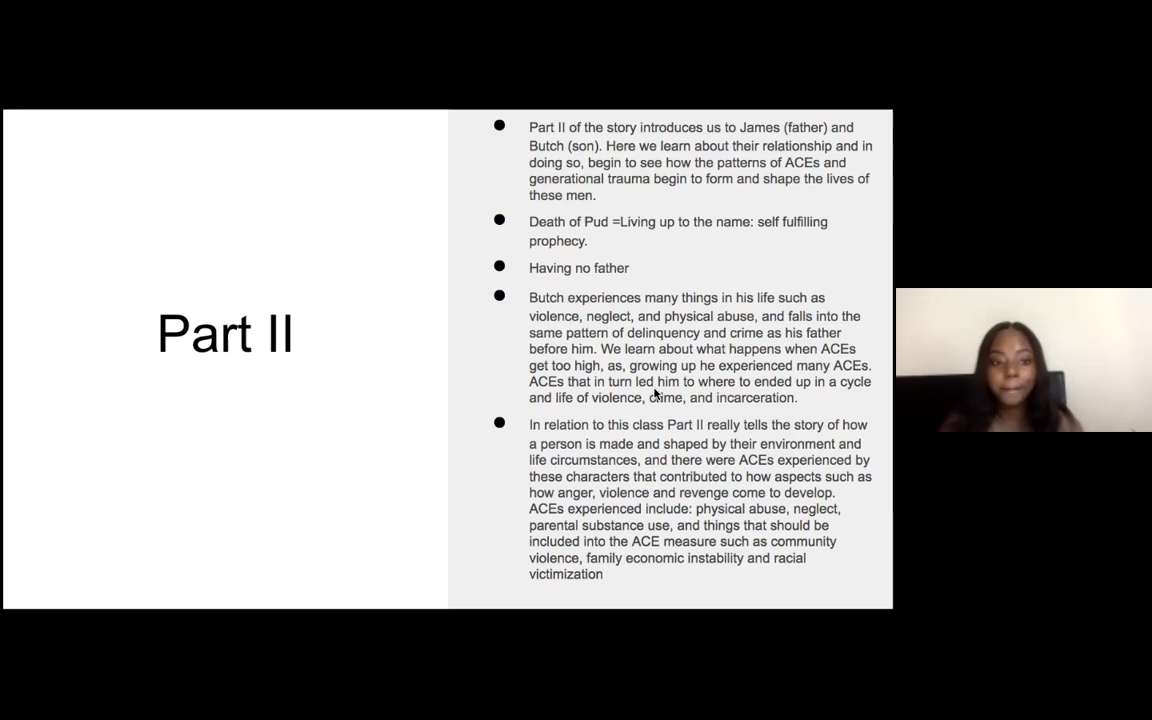 Part II
Part II of the story introduces us to James (father) and
Butch (son). Here we learn about their relationship and in
doing so, begin to see how the patterns of ACEs and
generational trauma begin to form and shape the lives of
these men.
Death of Pud =Living up to the name: self fulfilling
prophecy.
Having no father
Butch experiences many things in his life such as
violence, neglect, and physical abuse, and falls into the
same pattern of delinquency and crime as his father
before him. We learn about what happens when ACEs
get too high, as, growing up he experienced many ACEs.
ACEs that in turn led him to where to ended up in a cycle
and life of violence, crime, and incarceration.
In relation to this class Part II really tells the story of how
a person is made and shaped by their environment and
life circumstances, and there were ACEs experienced by
these characters that contributed to how aspects such as
how anger, violence and revenge come to develop.
ACEs experienced include: physical abuse, neglect,
parental substance use, and things that should be
included into the ACE measure such as community
violence, family economic instability and racial
victimization